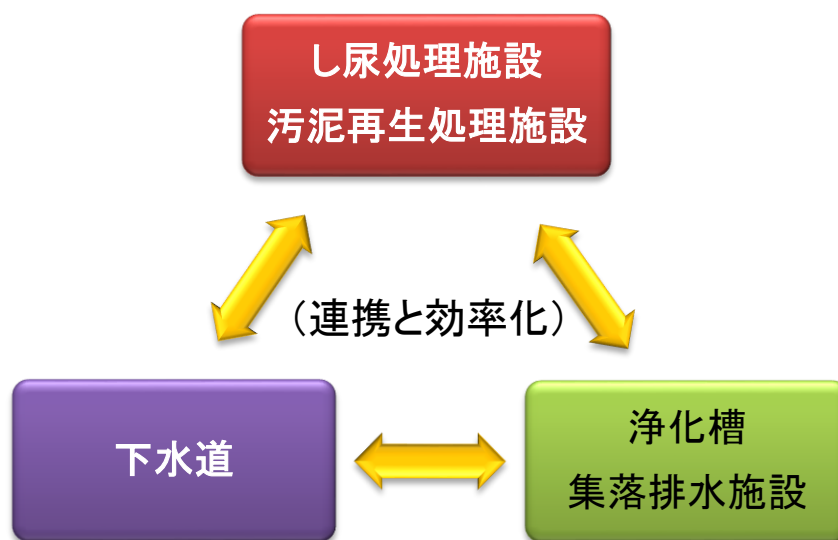 し尿処理施設
汚泥再生処理施設
（連携と効率化）
下水道
浄化槽
集落排水施設